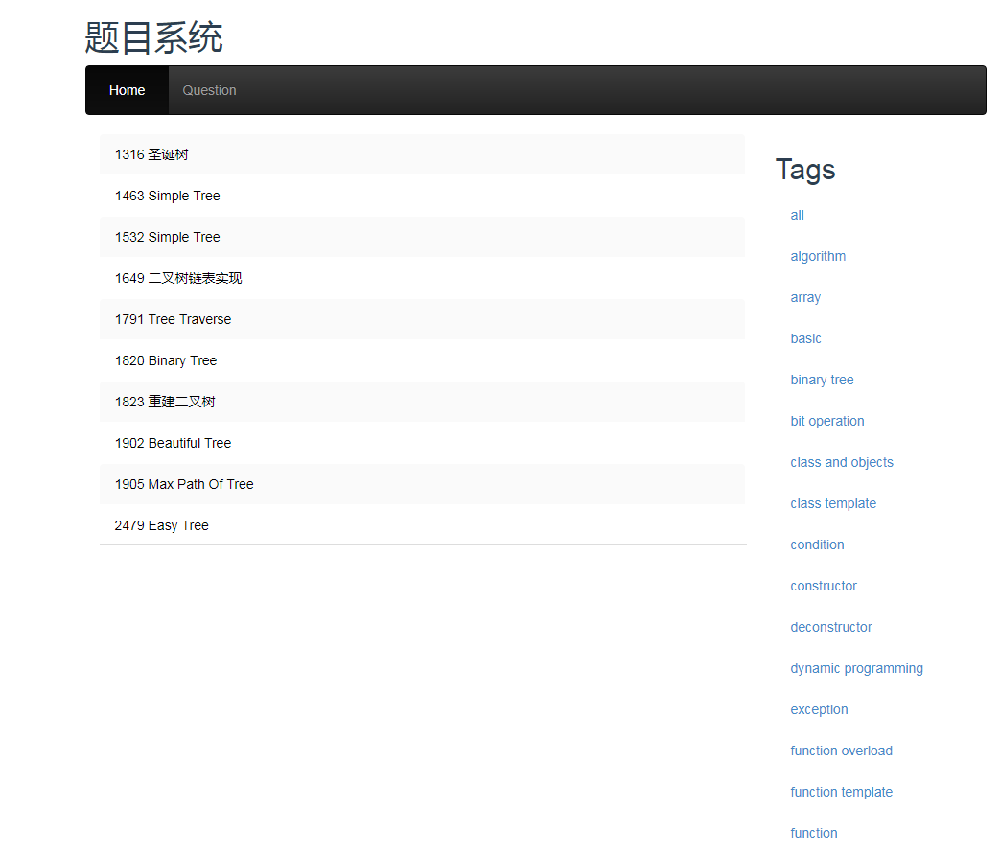 题目系统
Home Question
1316 圣诞树
1463 Simple Tree
1532 Simple Tree
1649 二叉树链表实现
1791 Tree Traverse
1820 Binary Tree
1823 重建二叉树
1902 Beautiful Tree
1905 Max Path Of Tree
2479 Easy Tree
Tags
all
algorithm
array
basic
binary tree
bit operation
class and objects
class template
condition
constructor
deconstructor
dynamic programming
exception
function overload
function template
function